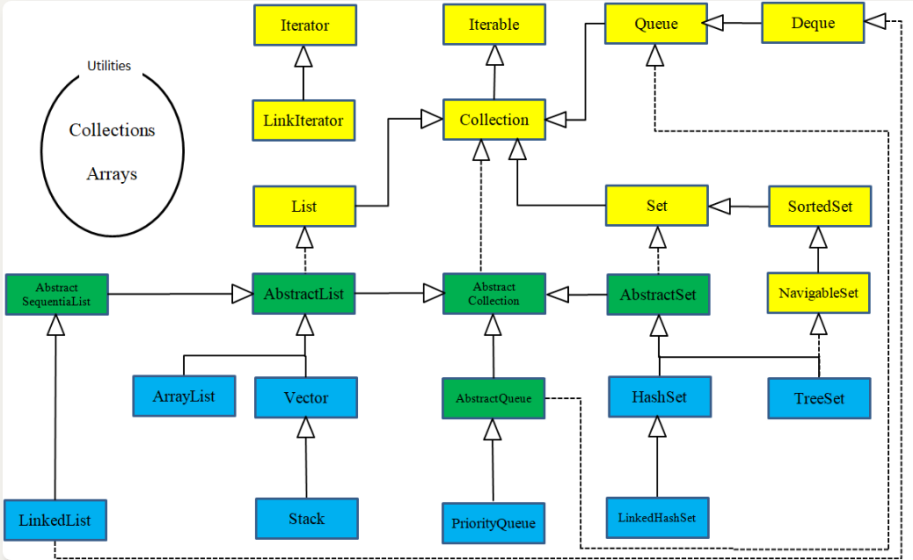 Iterator
Iterable
Queue
Deque
Utilities
Collections
Arrays
LinkIterator
Collection
List
Set
SortedSet
Abstract
SequentiaList
AbstractList
Abstract
Collection
AbstractSet
NavigableSet
ArrayList
Vector
AbstractQueue
HashSet
TreeSet
LinkedList
Stack
PriorityQueue
LinkedHashSet